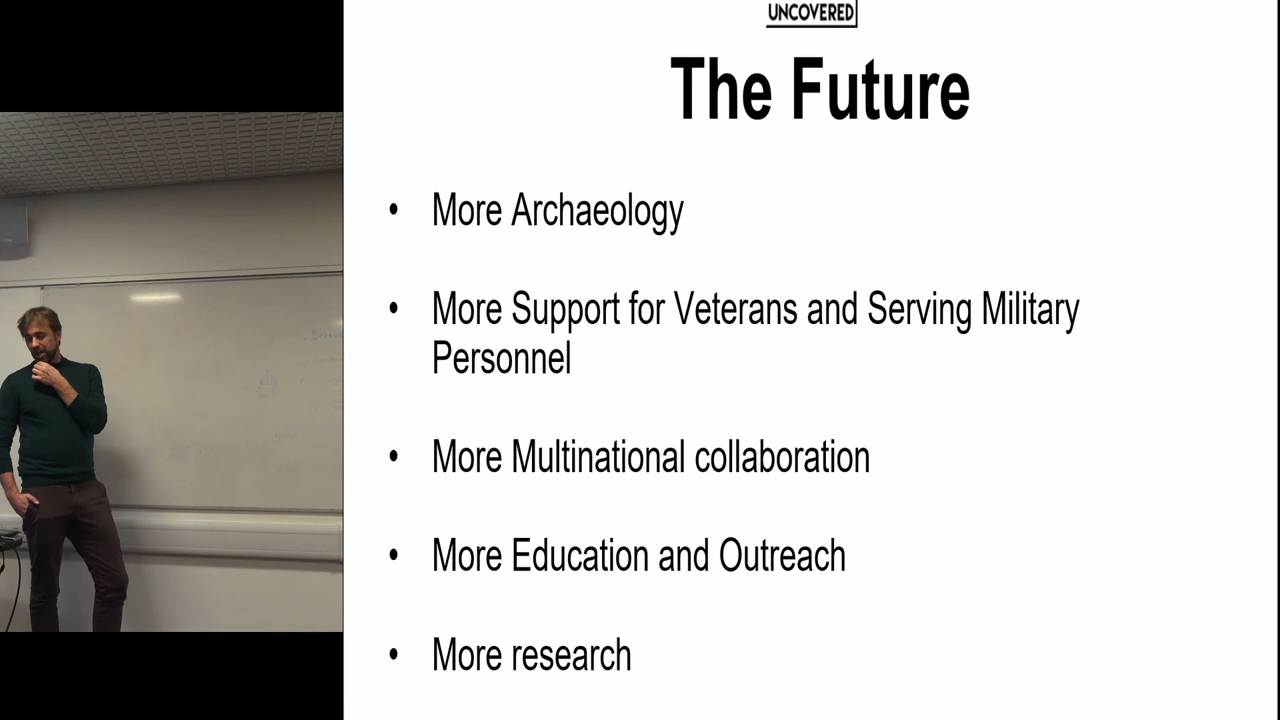 UNCOVERED
The Future
• More Archaeology
• More Support for Veterans and Serving Military
Personnel
• More Multinational collaboration
• More Education and Outreach
• More research